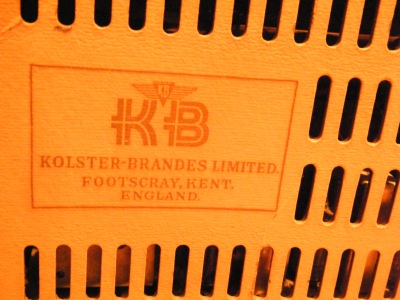 KB
KOLSTER-BRANDES LIMITED.
FOOTSCRAY, KENT.
ENGLAND.